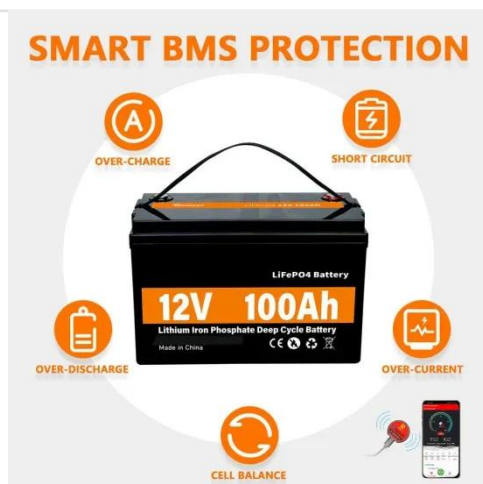 SMART BMS PROTECTION
OVER-CHARGE
SHORT CIRCUIT
LiFePO4 Battery
12V 100Ah
Lithium Iron Phosphate Deep Cycle Battery
Made in China
CE
OVER-DISCHARGE
OVER-CURRENT
CELL BALANCE